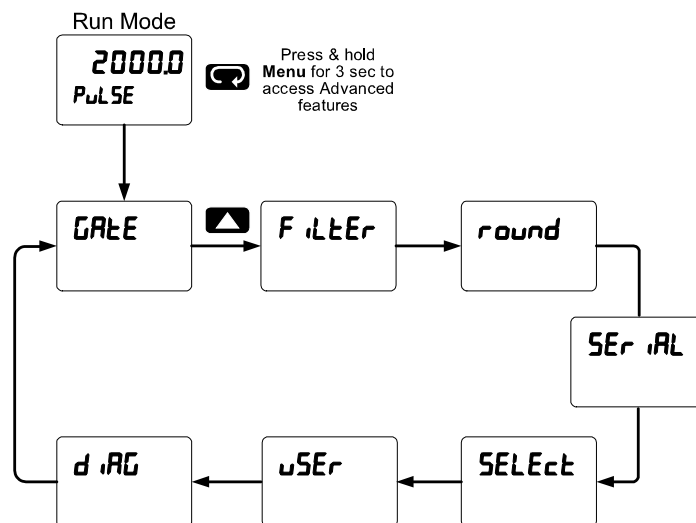 Run Mode
2000.0
PuLSE
Press & hold
Menu for 3 sec to
access Advanced
features
GAtE
FiLtEr
round
SEriAL
SELEct
uSEr
diAG